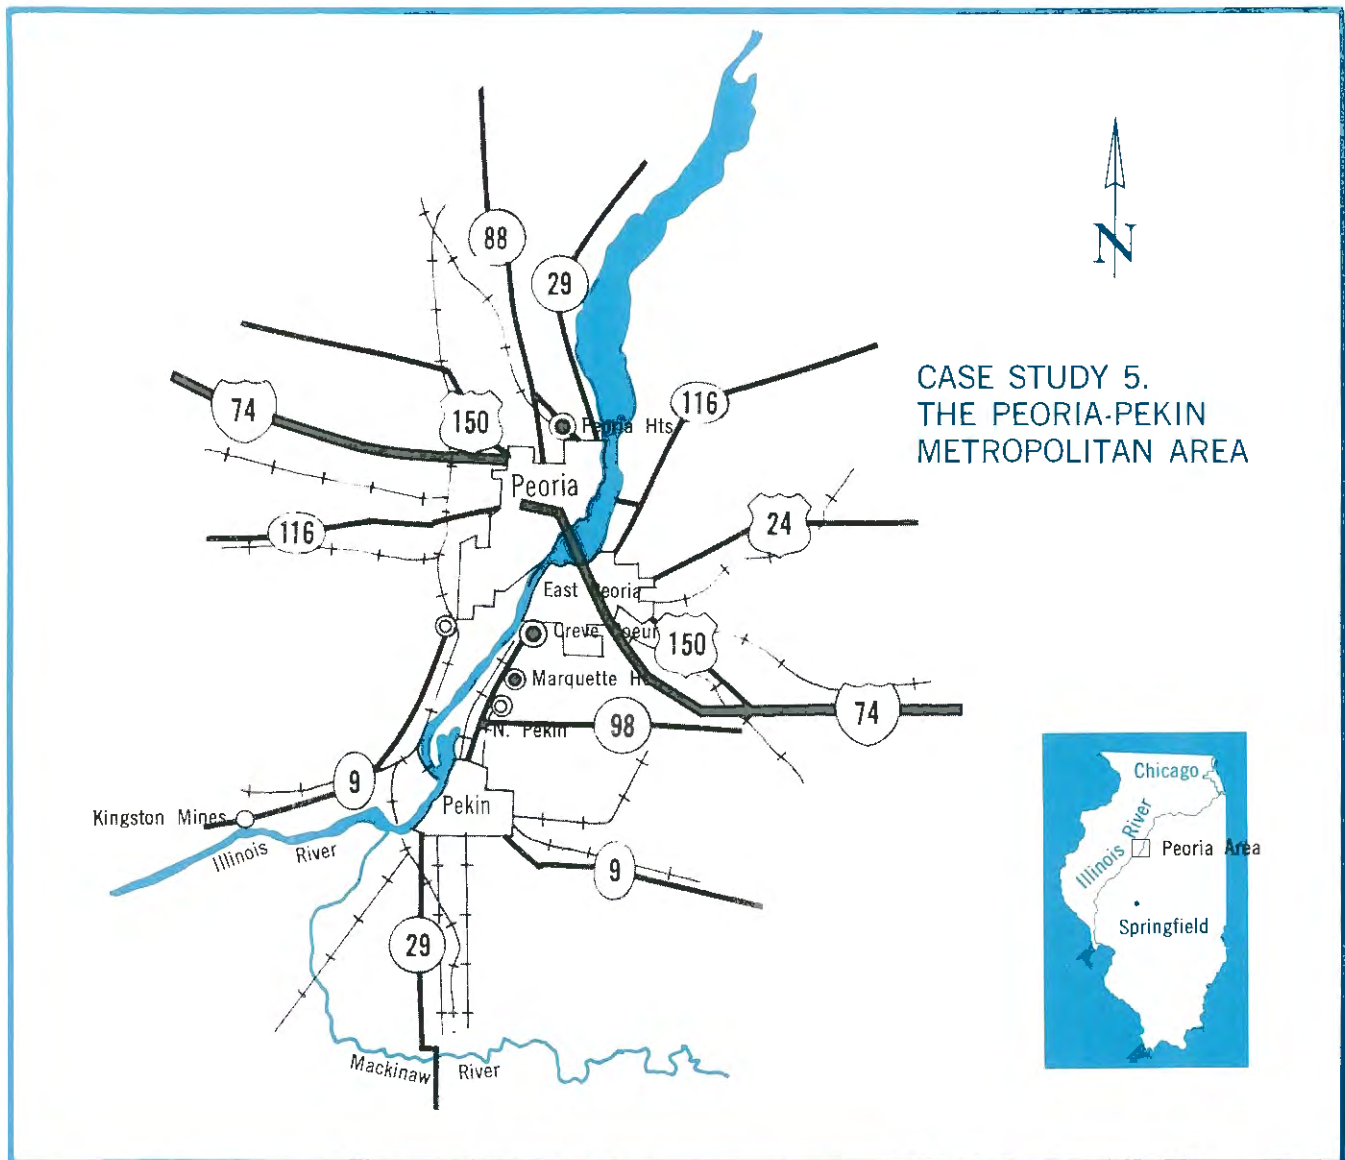 88
29
N
CASE STUDY 5.
THE PEORIA-PEKIN
METROPOLITAN AREA
74
150
116
Peoria Hts.
Peoria
116
24
East Peoria
Creve Coeur
150
Marquette H
N. Pekin
98
74
9
Pekin
Kingston Mines
Illinois River
9
29
Mackinaw River
Chicago
Illinois River
Peoria Area
Springfield